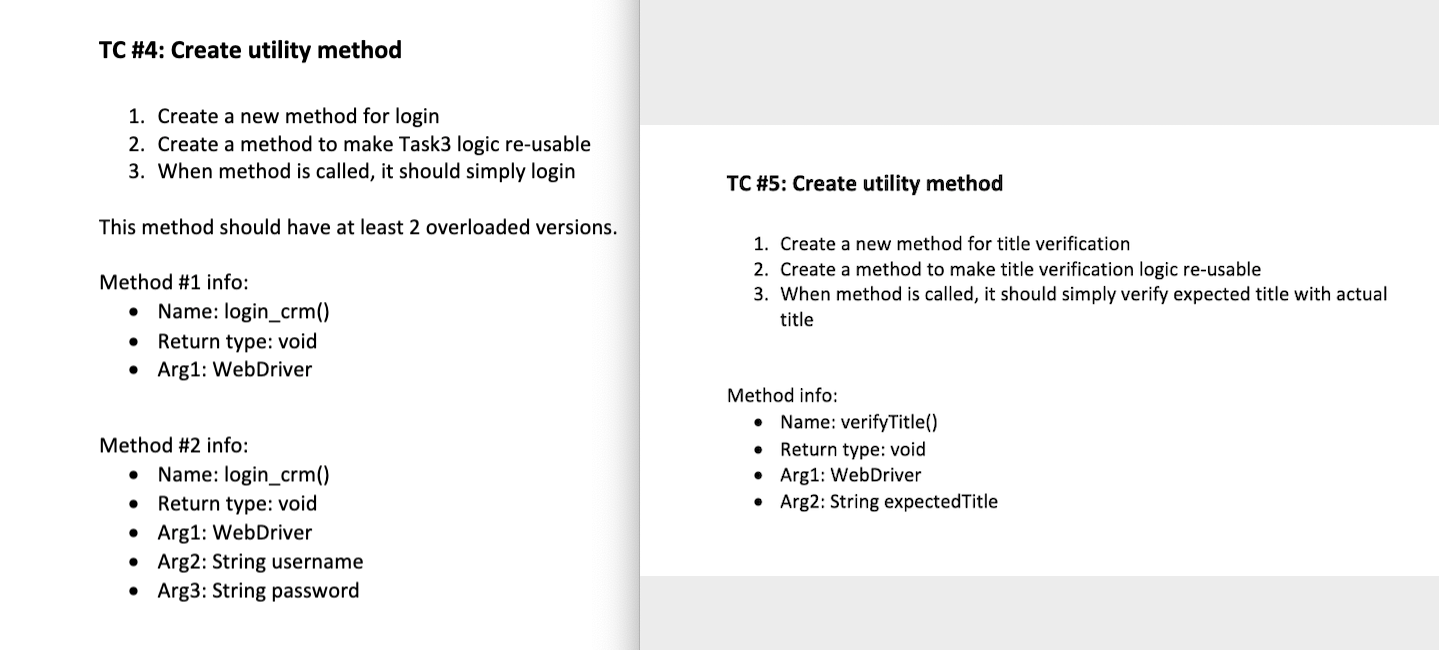 TC #4: Create utility method
1. Create a new method for login
2. Create a method to make Task3 logic re-usable
3. When method is called, it should simply login
This method should have at least 2 overloaded versions.
Method #1 info:
• Name: login_crm()
• Return type: void
• Arg1: WebDriver
Method #2 info:
• Name: login_crm()
• Return type: void
• Arg1: WebDriver
• Arg2: String username
• Arg3: String password
TC #5: Create utility method
1. Create a new method for title verification
2. Create a method to make title verification logic re-usable
3. When method is called, it should simply verify expected title with actual
title
Method info:
• Name: verifyTitle()
• Return type: void
• Arg1: WebDriver
• Arg2: String expectedTitle